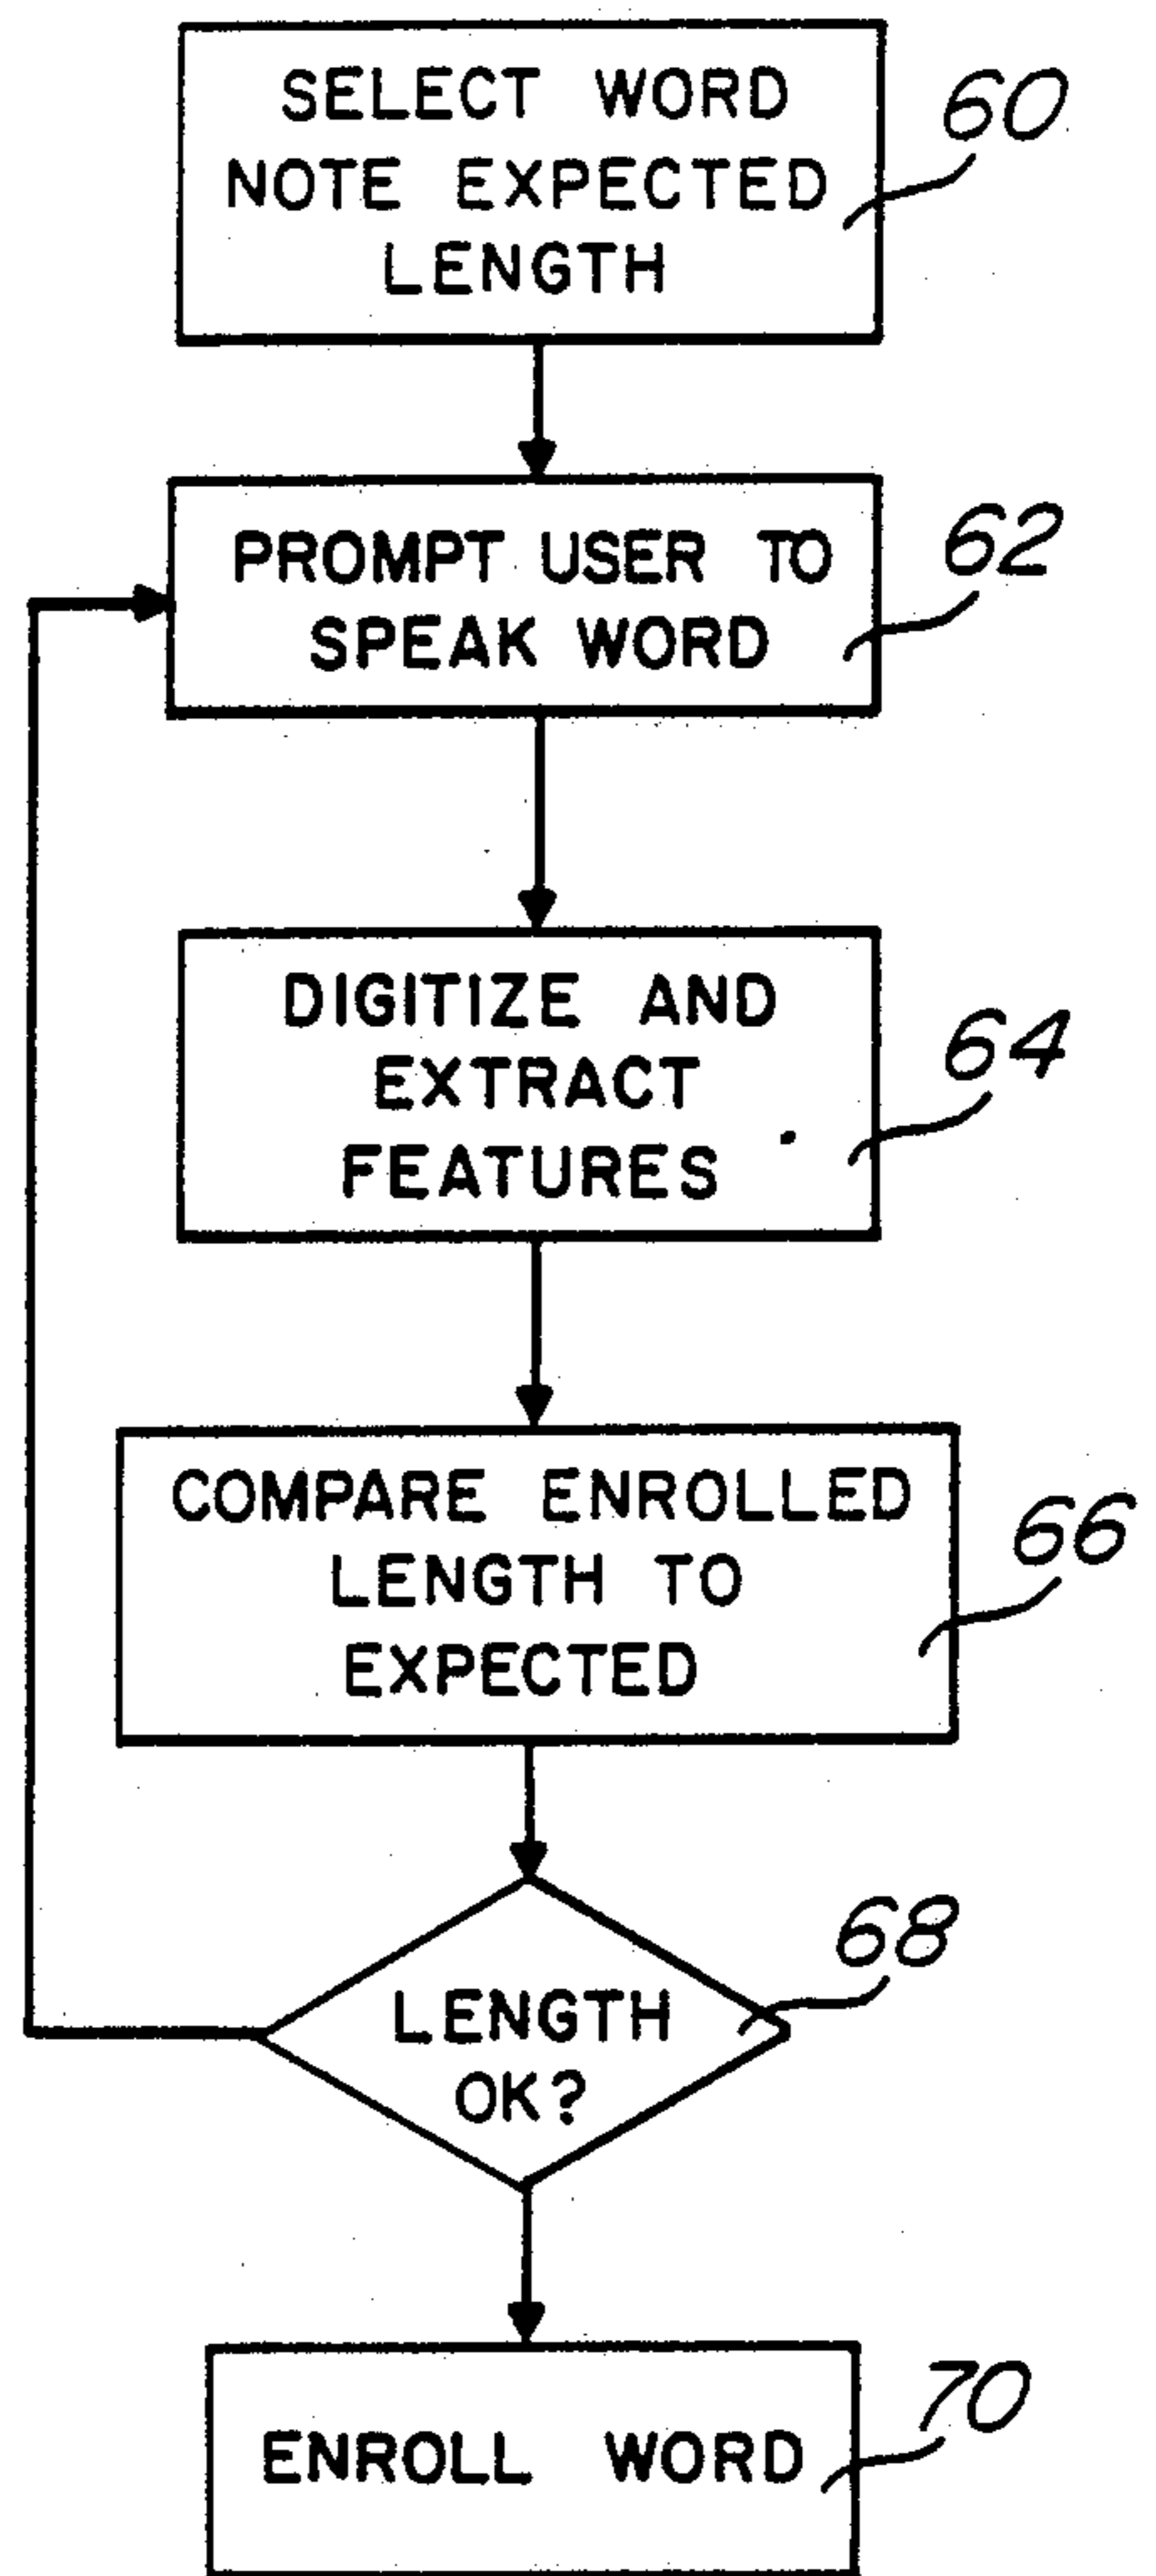 SELECT WORD
NOTE EXPECTED
LENGTH
60
PROMPT USER TO
SPEAK WORD
62
DIGITIZE AND
EXTRACT
FEATURES
64
COMPARE ENROLLED
LENGTH TO
EXPECTED
66
LENGTH
OK?
68
ENROLL WORD
70